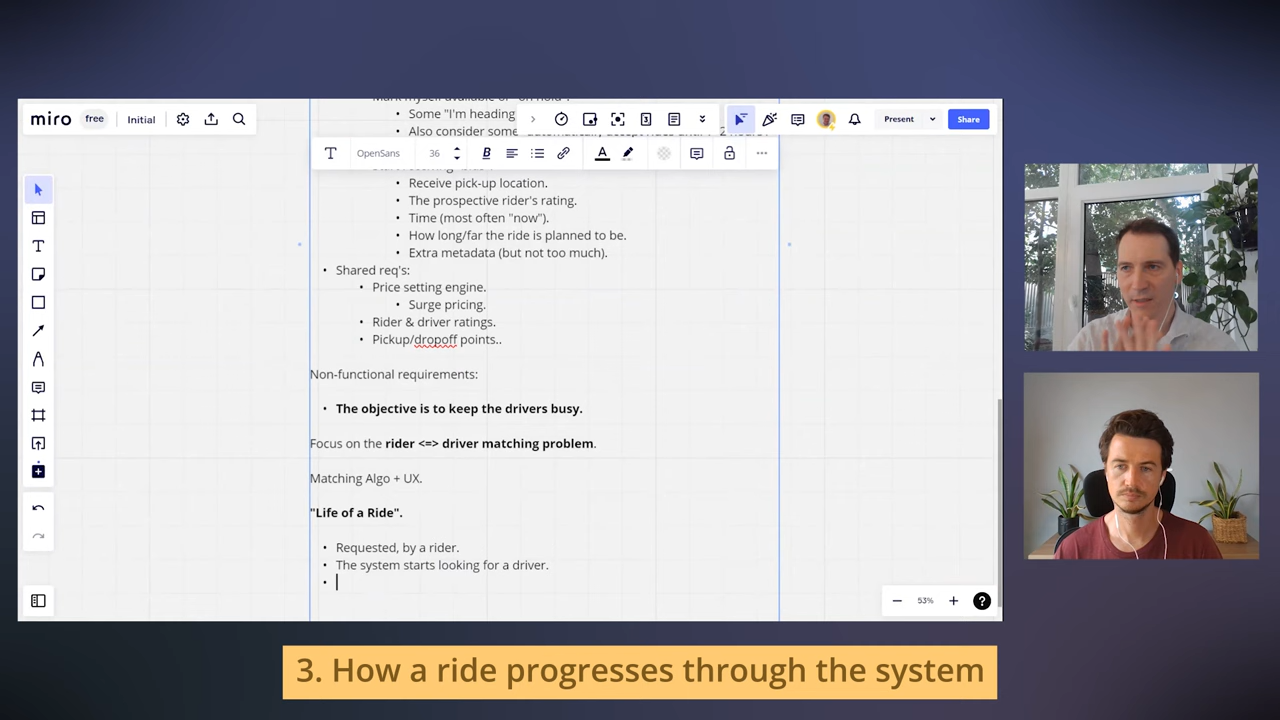 miro free Initial
Present
Share
Some "I'm heading
Also consider some "automatically accept rides until
OpenSans 36 B A
• Receive pick-up location.
• The prospective rider's rating.
• Time (most often "now").
• How long/far the ride is planned to be.
• Extra metadata (but not too much).
• Shared req's:
• Price setting engine.
• Surge pricing.
• Rider & driver ratings.
• Pickup/dropoff points..
Non-functional requirements:
• The objective is to keep the drivers busy.
Focus on the rider <=> driver matching problem.
Matching Algo + UX.
"Life of a Ride".
• Requested, by a rider.
• The system starts looking for a driver.
53%
3. How a ride progresses through the system